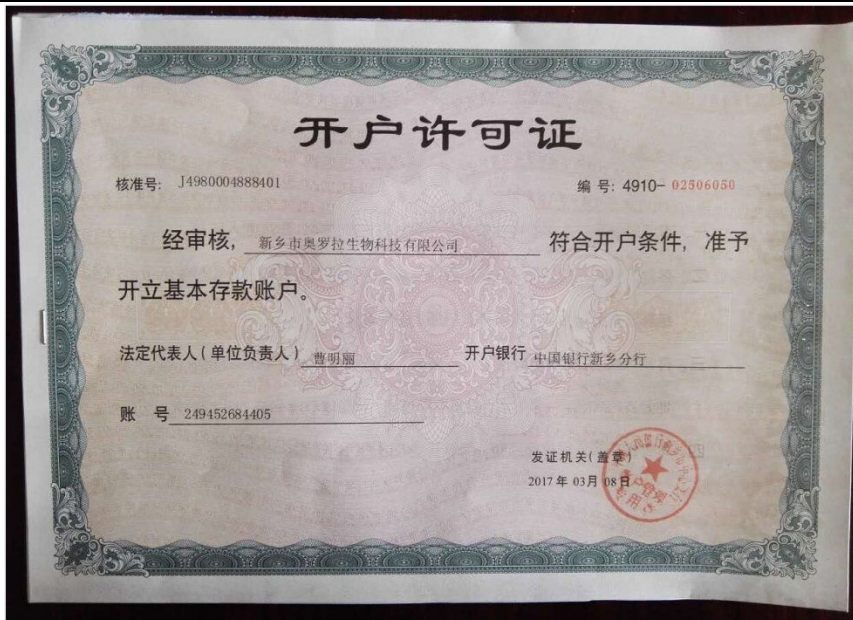 开户许可证
核准号: J4980004888401 编 号: 4910- 02506050
经审核, 新乡市奥罗拉生物科技有限公司 符合开户条件, 准予
开立基本存款账户。
法定代表人(单位负责人) 曹明丽 开户银行 中国银行新乡分行
账 号 249452684405
发证机关(盖章)
2017 年 03月 08日